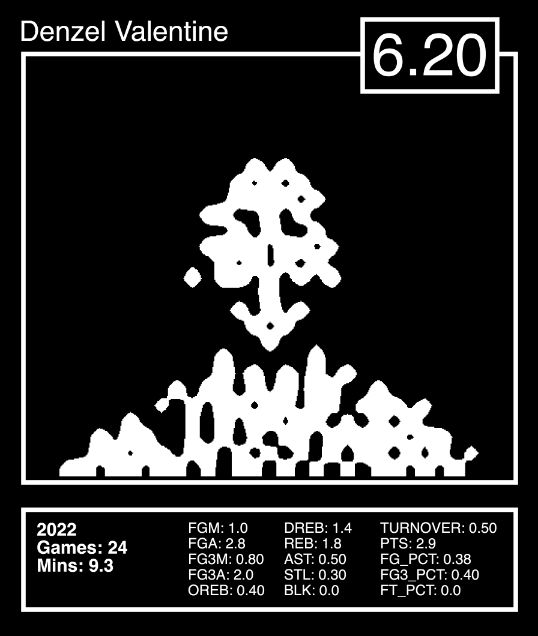 Denzel Valentine
6.20
2022
Games: 24
Mins: 9.3
FGM: 1.0
FGA: 2.8
FG3M: 0.80
FG3A: 2.0
OREB: 0.40
DREB: 1.4
REB: 1.8
AST: 0.50
STL: 0.30
BLK: 0.0
TURNOVER: 0.50
PTS: 2.9
FG_PCT: 0.38
FG3_PCT: 0.40
FT_PCT: 0.0